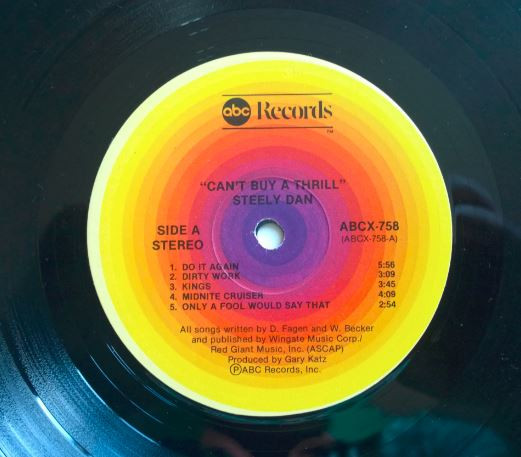 abc Records
TM
"CAN'T BUY A THRILL"
STEELY DAN
SIDE A
STEREO
ABCX-758
(ABCX-758-A)
1. DO IT AGAIN 5:56
2. DIRTY WORK 3:09
3. KINGS 3:45
4. MIDNITE CRUISER 4:09
5. ONLY A FOOL WOULD SAY THAT 2:54
All songs written by D. Fagen and W. Becker
and published by Wingate Music Corp./
Red Giant Music, Inc. (ASCAP)
Produced by Gary Katz
ⓅABC Records, Inc.